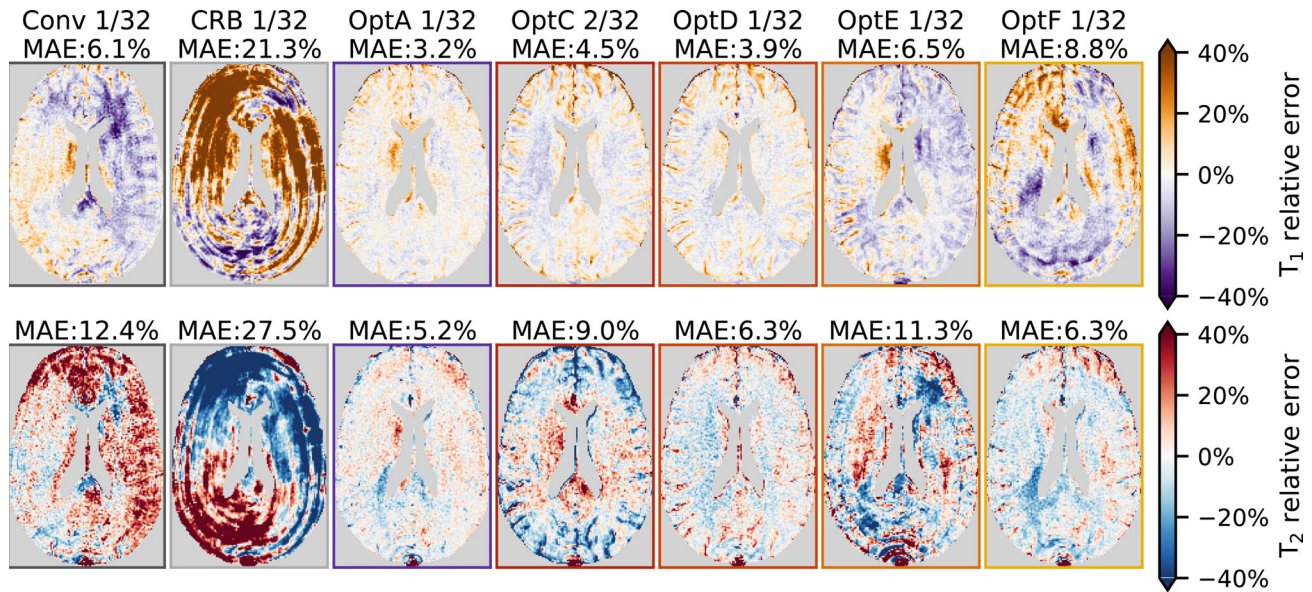 Conv 1/32 CRB 1/32 OptA 1/32 OptC 2/32 OptD 1/32 OptE 1/32 OptF 1/32
MAE:6.1% MAE:21.3% MAE:3.2% MAE:4.5% MAE:3.9% MAE:6.5% MAE:8.8%
40%
20%
0%
−20%
−40%
T₁ relative error
MAE:12.4% MAE:27.5% MAE:5.2% MAE:9.0% MAE:6.3% MAE:11.3% MAE:6.3%
40%
20%
0%
−20%
−40%
T₂ relative error